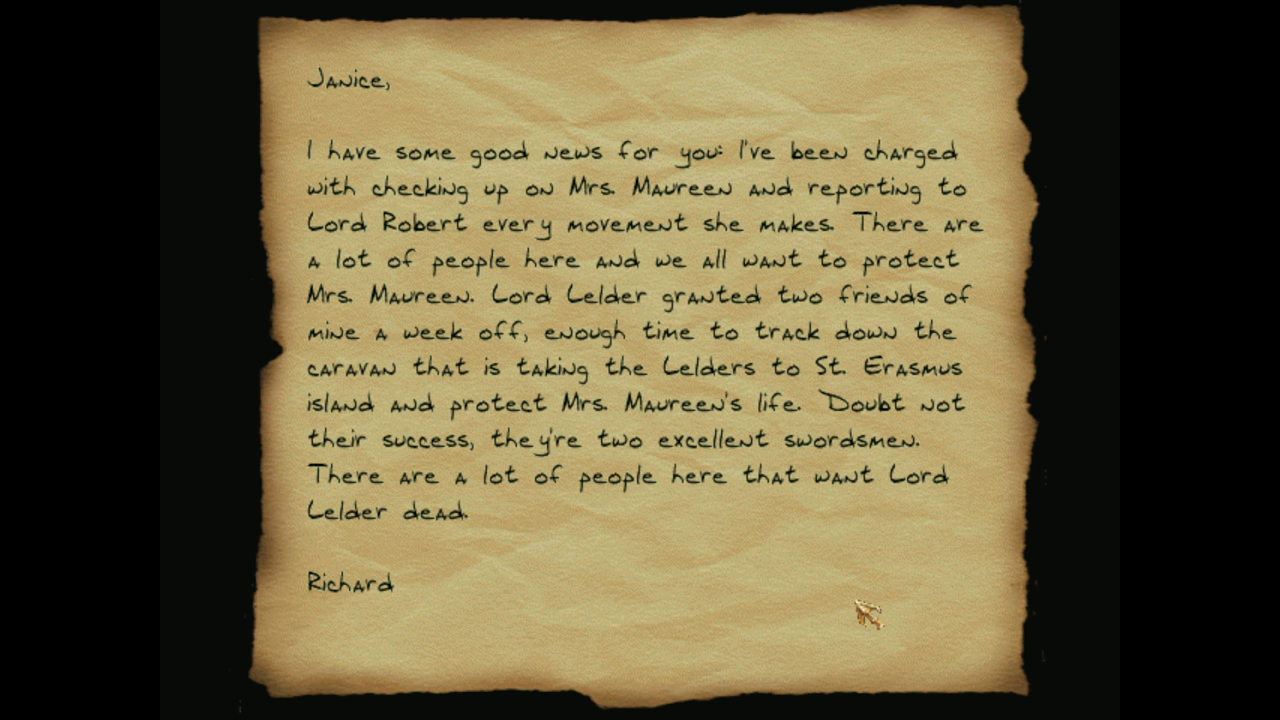 Janice,
I have some good news for you: I've been charged
with checking up on Mrs. Maureen and reporting to
Lord Robert every movement she makes. There are
a lot of people here and we all want to protect
Mrs. Maureen. Lord Lelder granted two friends of
mine a week off, enough time to track down the
caravan that is taking the Lelders to St. Erasmus
island and protect Mrs. Maureen's life. Doubt not
their success, they're two excellent swordsmen.
There are a lot of people here that want Lord
Lelder dead.
Richard